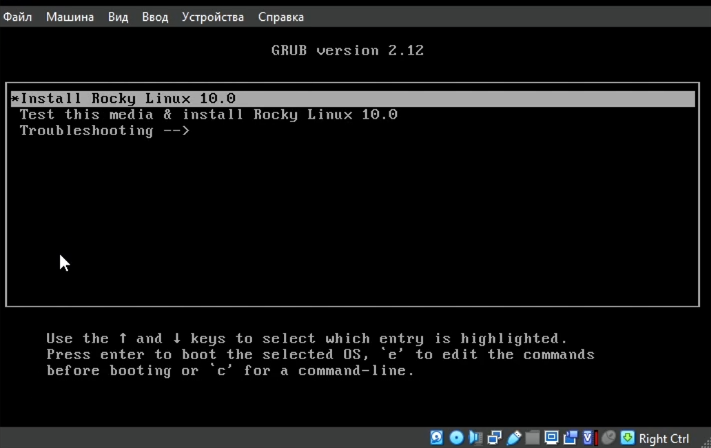 Файл Машина Вид Ввод Устройства Справка
GRUB version 2.12
*Install Rocky Linux 10.0
Test this media & install Rocky Linux 10.0
Troubleshooting -->
Use the ↑ and ↓ keys to select which entry is highlighted.
Press enter to boot the selected OS, `e' to edit the commands
before booting or `c' for a command-line.
Right Ctrl